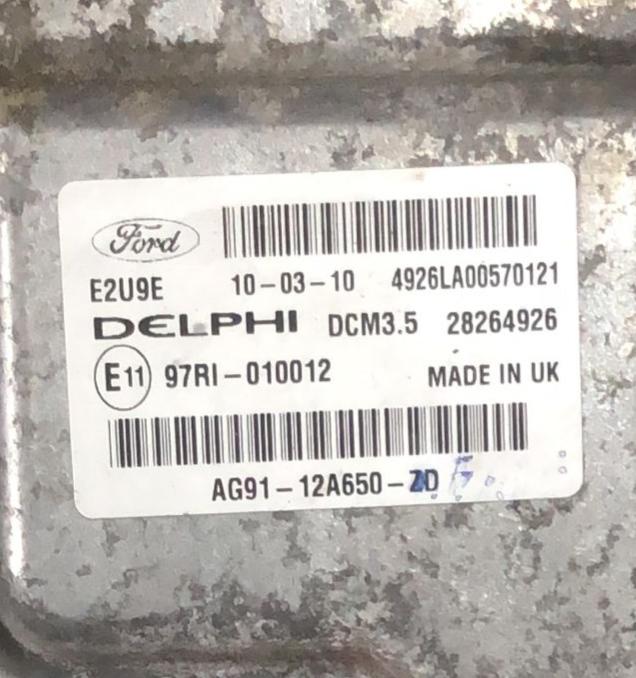 Ford
E2U9E 10-03-10 4926LA00570121
DELPHI DCM3.5 28264926
E11 97RI-010012 MADE IN UK
AG91-12A650-